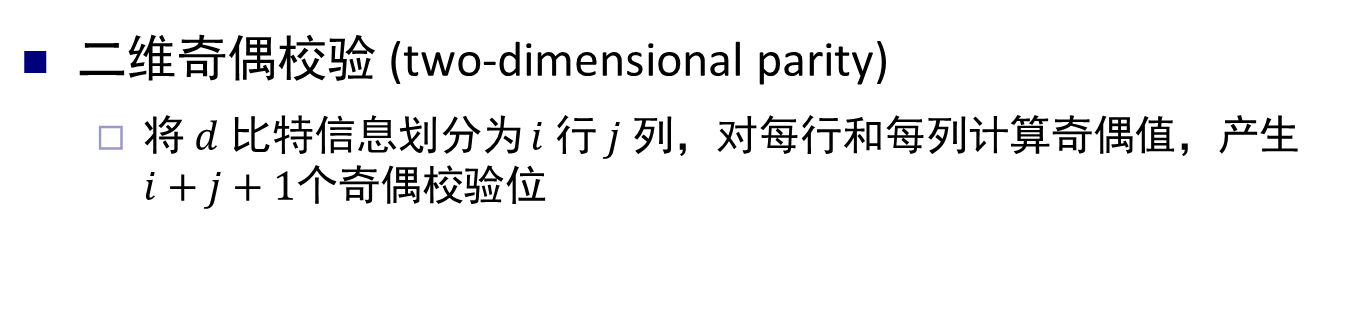 二维奇偶校验 (two-dimensional parity)
将 d 比特信息划分为 i 行 j 列，对每行和每列计算奇偶值，产生
i + j + 1个奇偶校验位